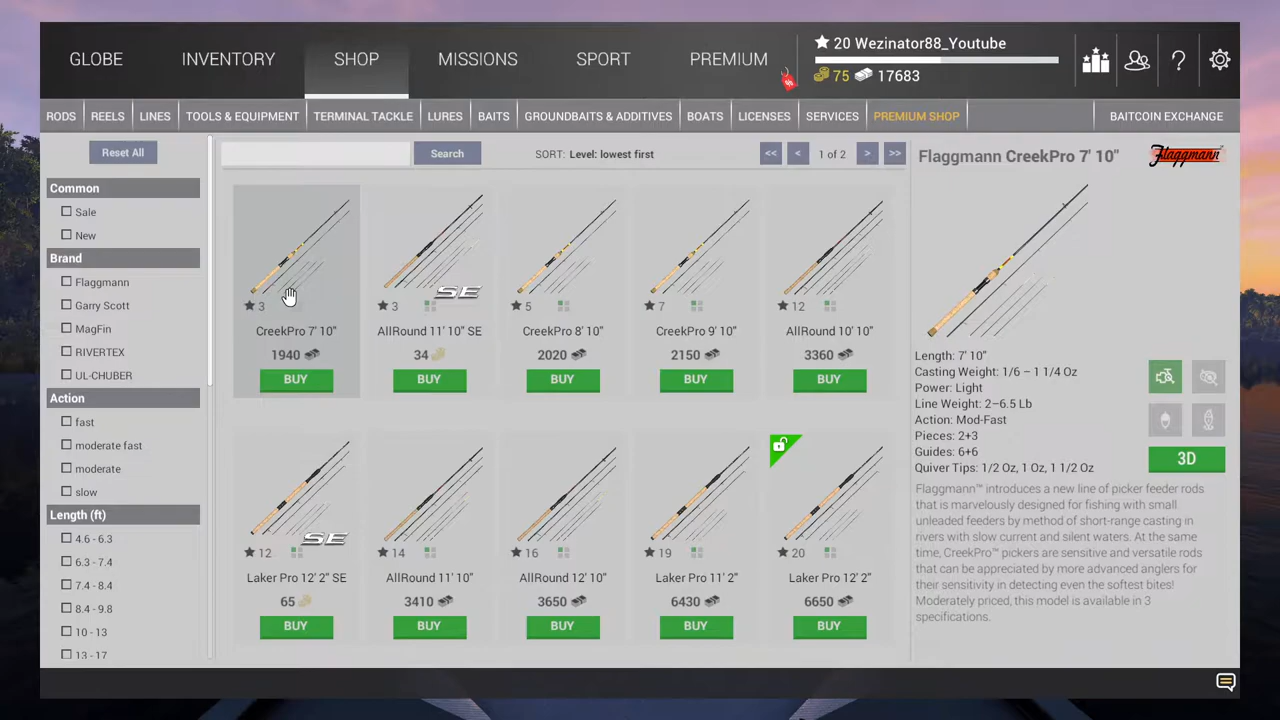 GLOBE INVENTORY SHOP MISSIONS SPORT PREMIUM
20 Wezinator88_Youtube
75 17683
%
?
RODS REELS LINES TOOLS & EQUIPMENT TERMINAL TACKLE LURES BAITS GROUNDBAITS & ADDITIVES BOATS LICENSES SERVICES PREMIUM SHOP BAITCOIN EXCHANGE
Reset All
Common
Sale
New
Brand
Flaggmann
Garry Scott
MagFin
RIVERTEX
UL-CHUBER
Action
fast
moderate fast
moderate
slow
Length (ft)
4.6 - 6.3
6.3 - 7.4
7.4 - 8.4
8.4 - 9.8
10 - 13
13 - 17
Search
SORT: Level: lowest first
<< < 1 of 2 > >>
3
CreekPro 7' 10"
1940
BUY
SE
3
AllRound 11' 10" SE
34
BUY
5
CreekPro 8' 10"
2020
BUY
7
CreekPro 9' 10"
2150
BUY
12
AllRound 10' 10"
3360
BUY
SE
12
Laker Pro 12' 2" SE
65
BUY
14
AllRound 11' 10"
3410
BUY
16
AllRound 12' 10"
3650
BUY
19
Laker Pro 11' 2"
6430
BUY
20
Laker Pro 12' 2"
6650
BUY
Flaggmann CreekPro 7' 10"
Flaggmann
Length: 7' 10"
Casting Weight: 1/6 – 1 1/4 Oz
Power: Light
Line Weight: 2–6.5 Lb
Action: Mod-Fast
Pieces: 2+3
Guides: 6+6
Quiver Tips: 1/2 Oz, 1 Oz, 1 1/2 Oz
3D
Flaggmann™ introduces a new line of picker feeder rods
that is marvelously designed for fishing with small
unleaded feeders by method of short-range casting in
rivers with slow current and silent waters. At the same
time, CreekPro™ pickers are sensitive and versatile rods
that can be appreciated by more advanced anglers for
their sensitivity in detecting even the softest bites!
Moderately priced, this model is available in 3
specifications.